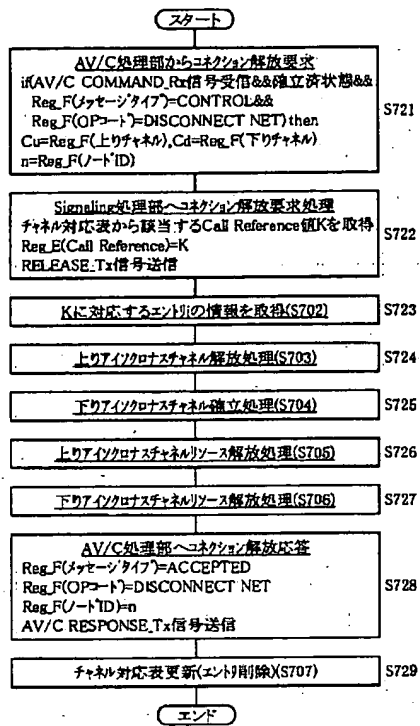 スタート
AV/C処理部からコネクション解放要求
if(AV/C COMMAND_Rx信号受信&&確立済状態&&
Reg_F(メッセージタイプ)=CONTROL&&
Reg_F(OPコード)=DISCONNECT NET)then
Cu=Reg_F(上りチャネル),Cd=Reg_F(下りチャネル)
n=Reg_F(ノードID)
S721
Signaling処理部へコネクション解放要求処理
チャネル対応表から該当するCall Reference値Kを取得
Reg_E(Call Reference)=K
RELEASE_Tx信号送信
S722
Kに対応するエントリiの情報を取得(S702)
S723
上りアイソクロナスチャネル解放処理(S703)
S724
下りアイソクロナスチャネル確立処理(S704)
S725
上りアイソクロナスチャネルリソース解放処理(S705)
S726
下りアイソクロナスチャネルリソース解放処理(S706)
S727
AV/C処理部へコネクション解放応答
Reg_F(メッセージタイプ)=ACCEPTED
Reg_F(OPコード)=DISCONNECT NET
Reg_F(ノードID)=n
AV/C RESPONSE_Tx信号送信
S728
チャネル対応表更新(エントリ削除)(S707)
S729
エンド